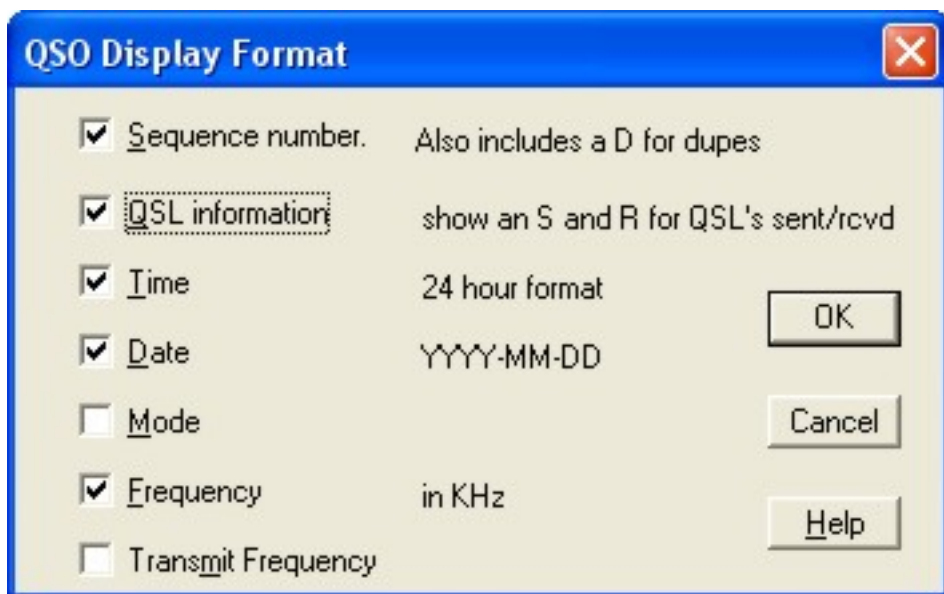 QSO Display Format
Sequence number. Also includes a D for dupes
QSL information show an S and R for QSL's sent/rcvd
Time 24 hour format
OK
Date YYYY-MM-DD
Mode
Cancel
Frequency in KHz
Help
Transmit Frequency